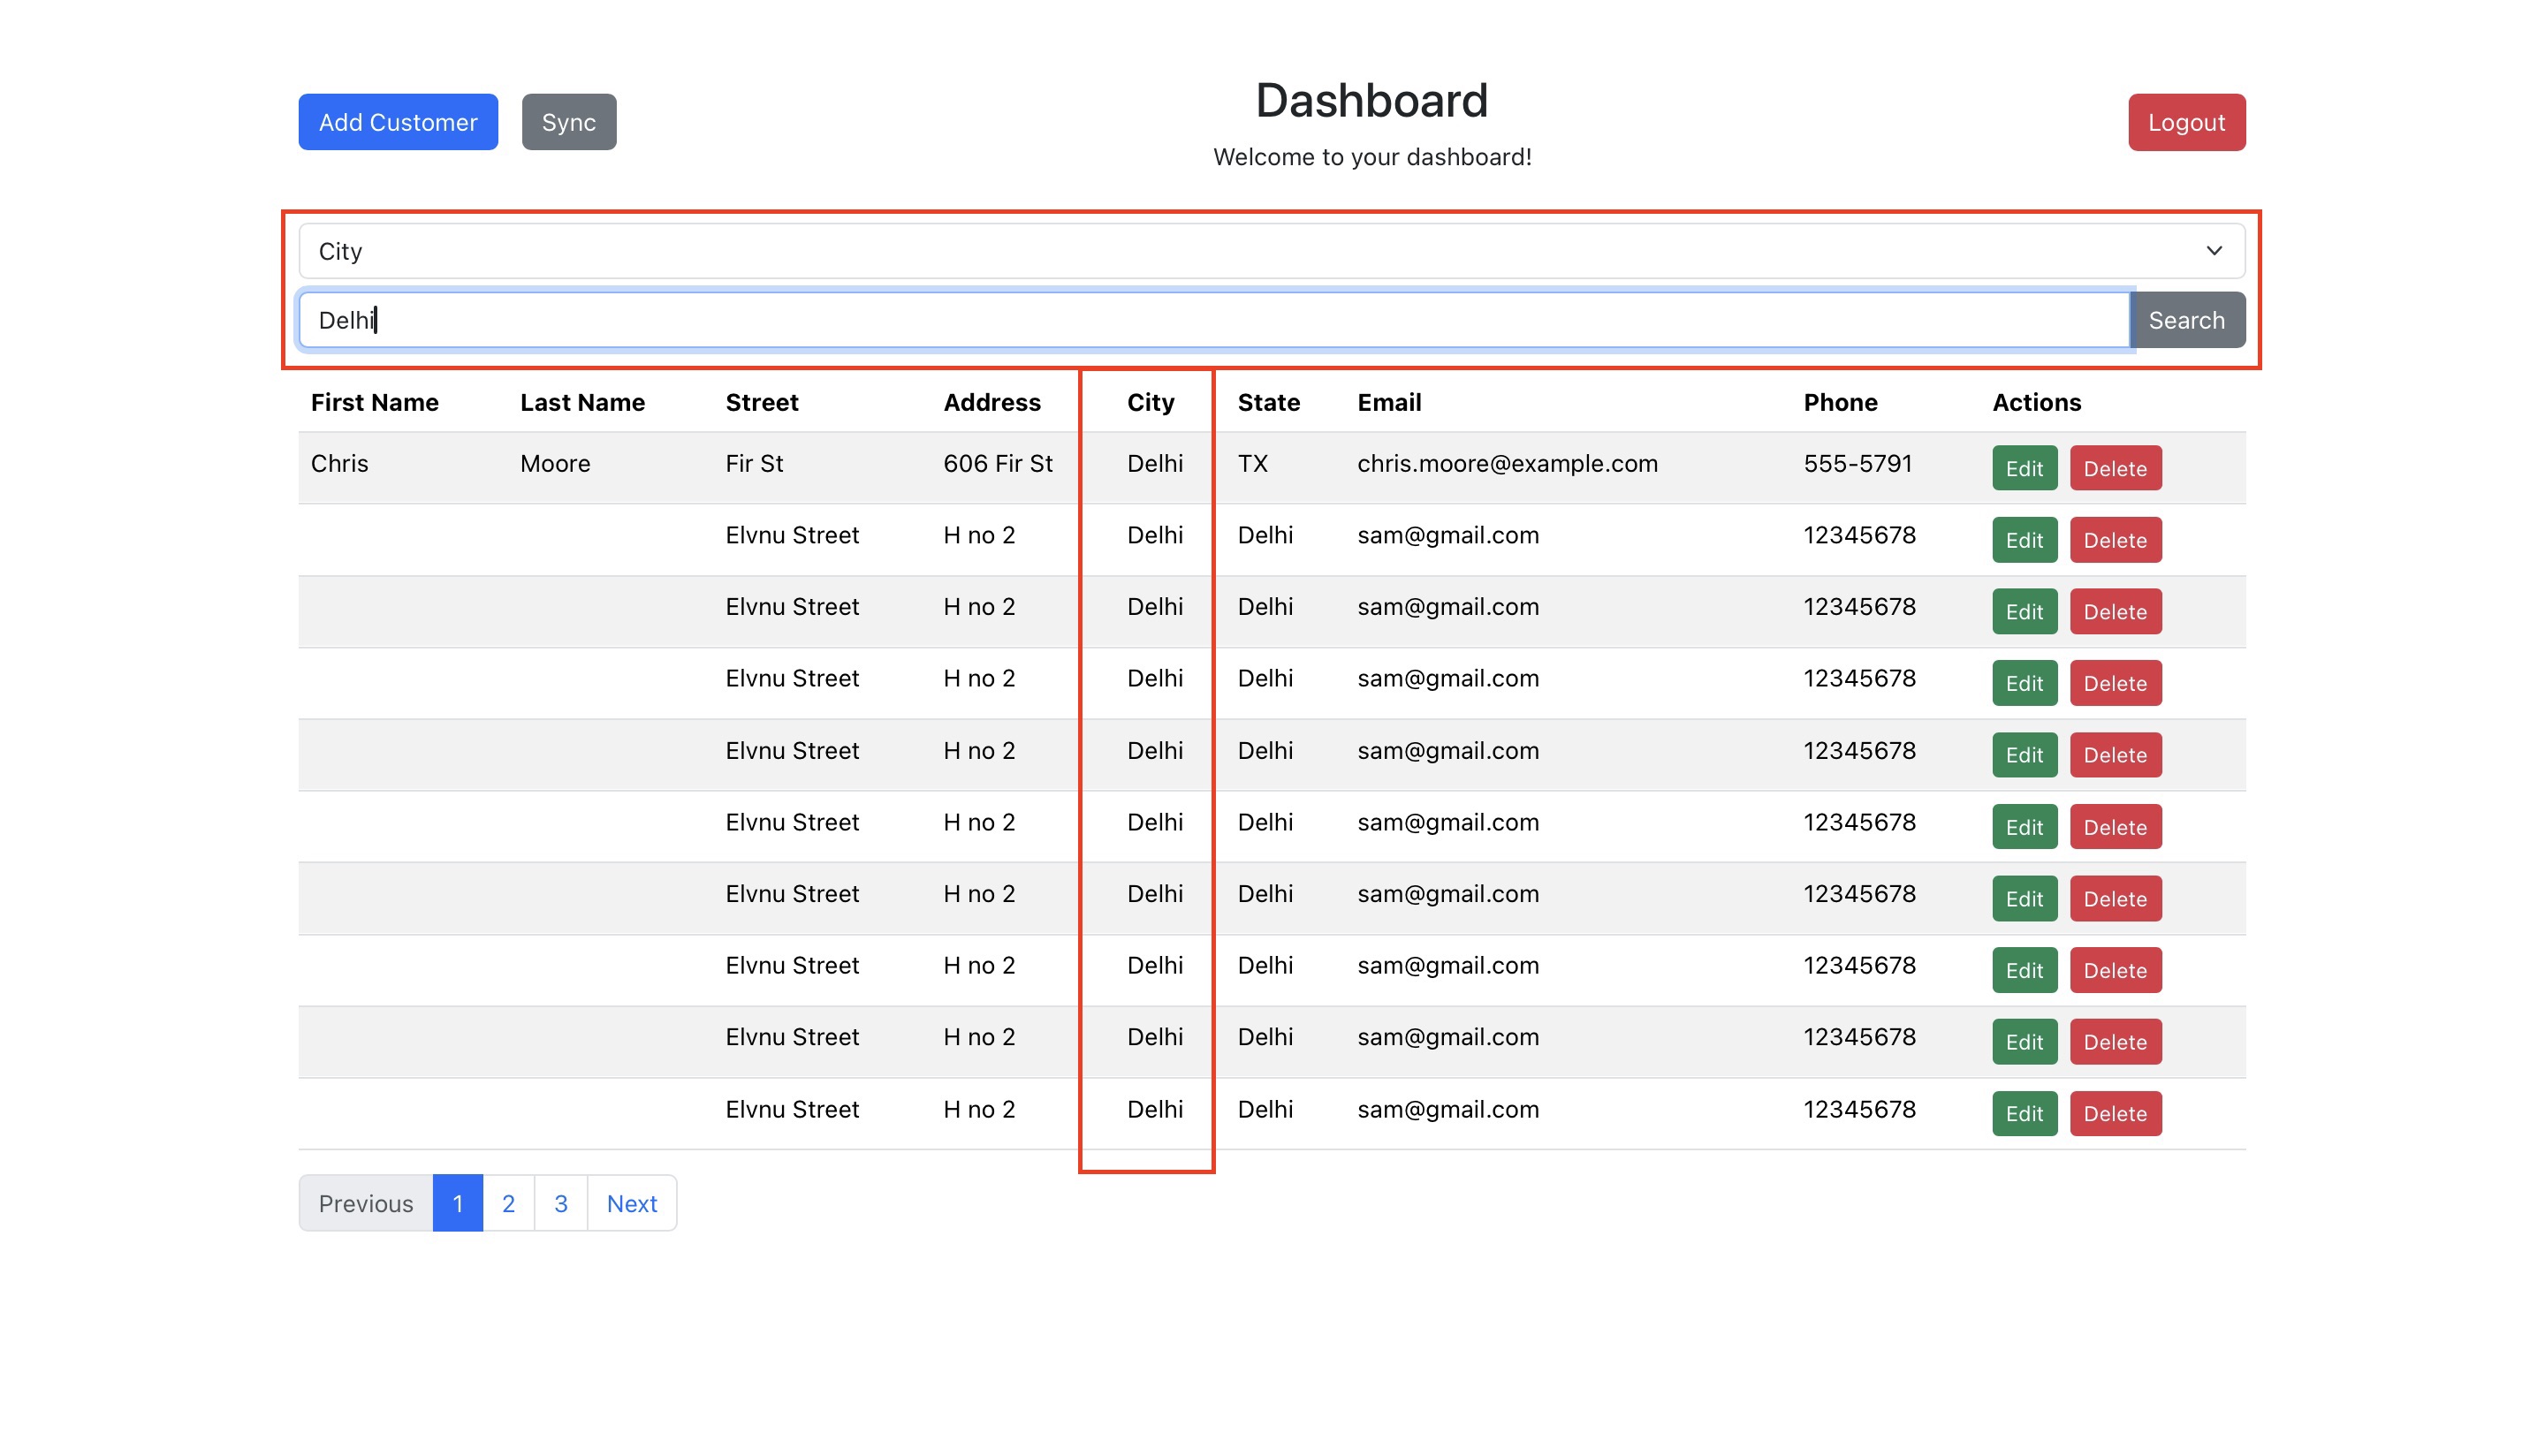 Add Customer Sync Dashboard Logout
Welcome to your dashboard!
City
Delhi Search
First Name Last Name Street Address City State Email Phone Actions
Chris Moore Fir St 606 Fir St Delhi TX chris.moore@example.com 555-5791 Edit Delete
Elvnu Street H no 2 Delhi Delhi sam@gmail.com 12345678 Edit Delete
Elvnu Street H no 2 Delhi Delhi sam@gmail.com 12345678 Edit Delete
Elvnu Street H no 2 Delhi Delhi sam@gmail.com 12345678 Edit Delete
Elvnu Street H no 2 Delhi Delhi sam@gmail.com 12345678 Edit Delete
Elvnu Street H no 2 Delhi Delhi sam@gmail.com 12345678 Edit Delete
Elvnu Street H no 2 Delhi Delhi sam@gmail.com 12345678 Edit Delete
Elvnu Street H no 2 Delhi Delhi sam@gmail.com 12345678 Edit Delete
Elvnu Street H no 2 Delhi Delhi sam@gmail.com 12345678 Edit Delete
Elvnu Street H no 2 Delhi Delhi sam@gmail.com 12345678 Edit Delete
Previous 1 2 3 Next